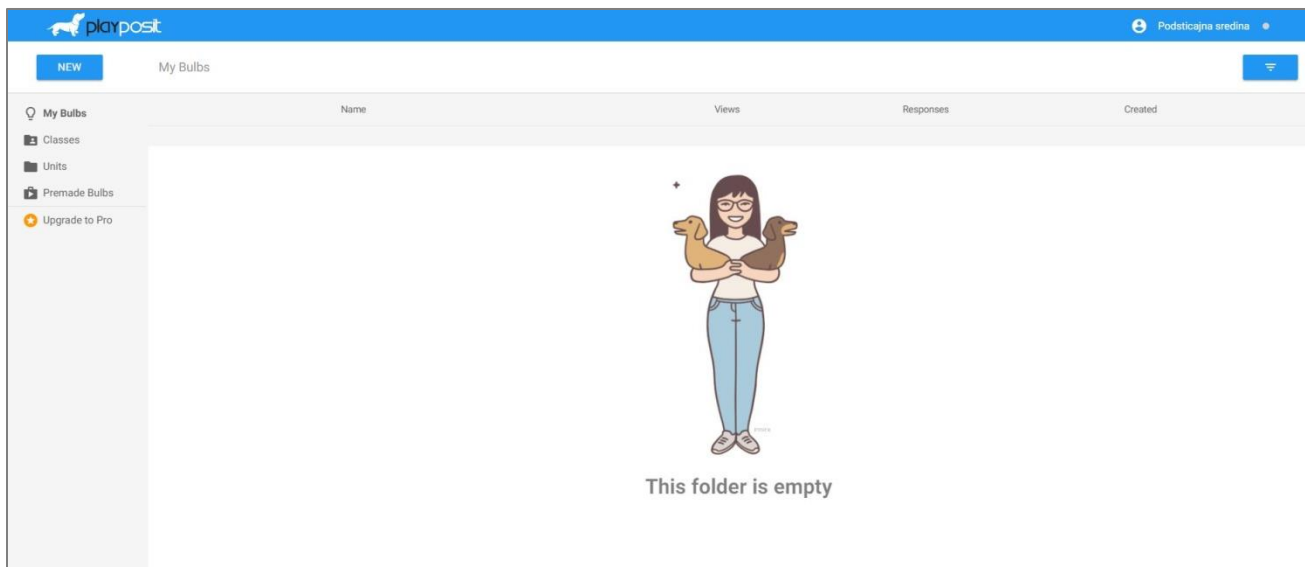 playposit
Podsticajna sredina
NEW
My Bulbs
My Bulbs
Classes
Units
Premade Bulbs
Upgrade to Pro
Name Views Responses Created
This folder is empty